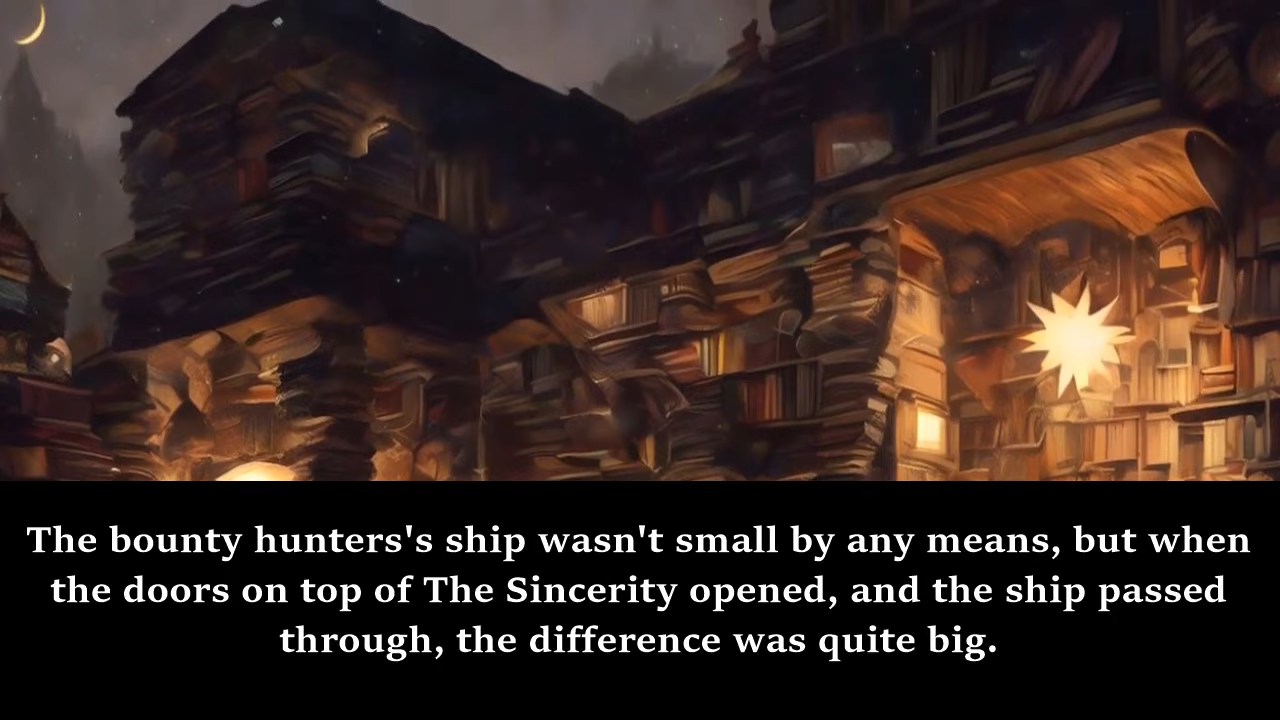 The bounty hunters's ship wasn't small by any means, but when
the doors on top of The Sincerity opened, and the ship passed
through, the difference was quite big.